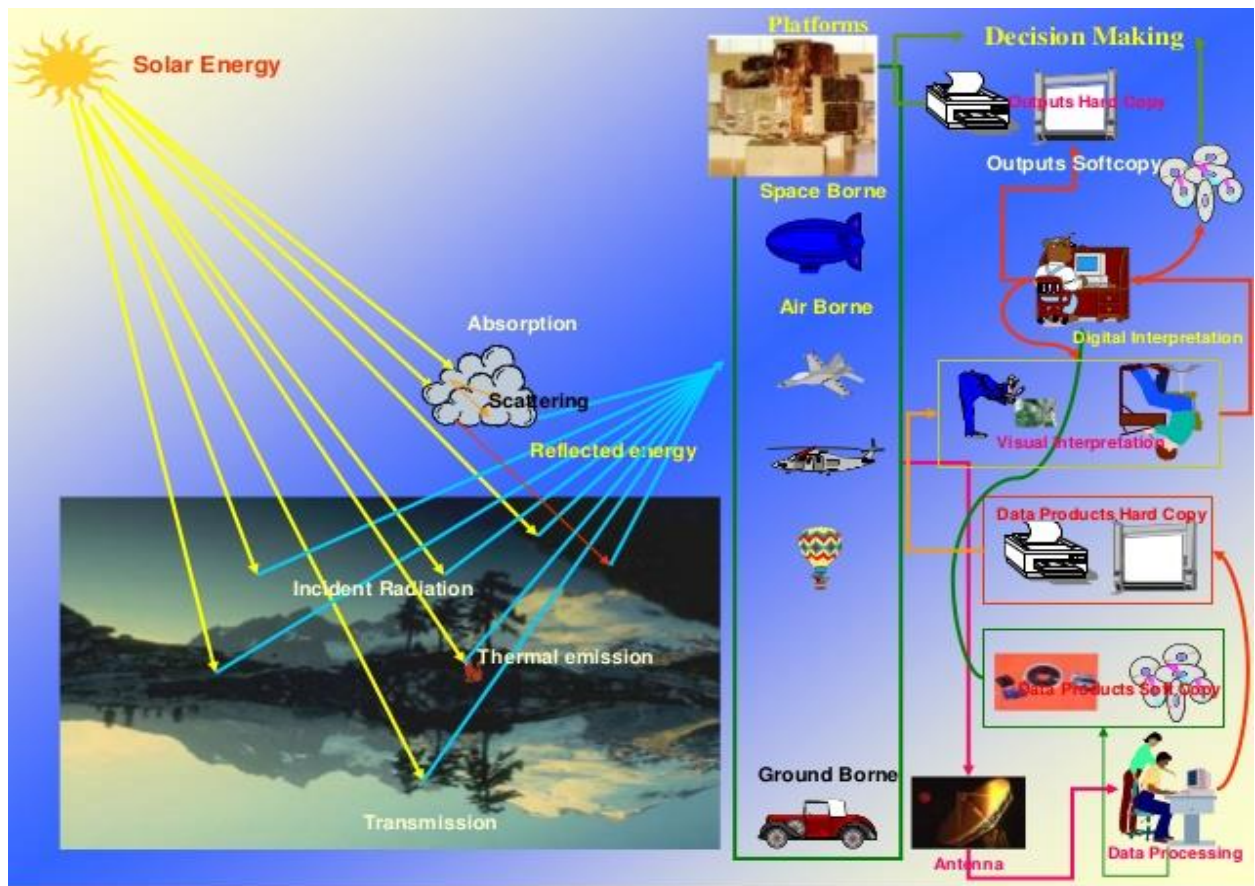 Solar Energy
Absorption
Scattering
Reflected energy
Incident Radiation
Thermal emission
Transmission
Platforms
Space Borne
Air Borne
Ground Borne
Decision Making
Outputs Hard Copy
Outputs Softcopy
Digital Interpretation
Visual Interpretation
Data Products Hard Copy
Data Products Soft Copy
Antenna
Data Processing